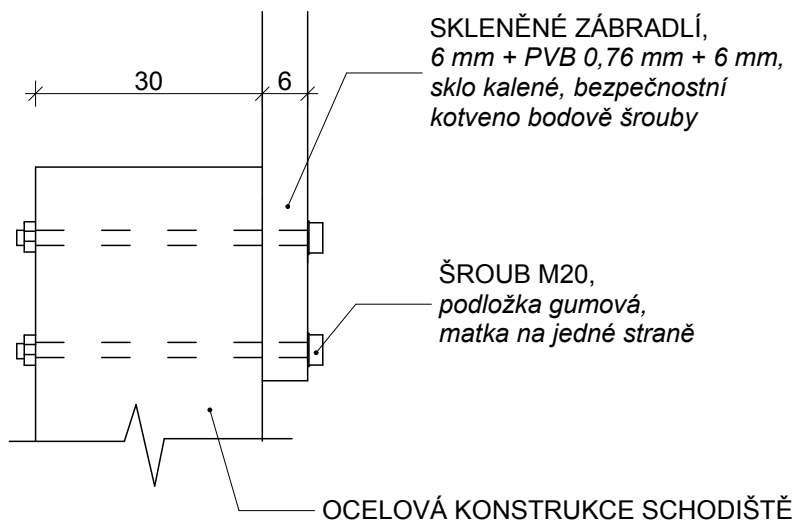 SKLENĚNÉ ZÁBRADLÍ,
6 mm + PVB 0,76 mm + 6 mm,
sklo kalené, bezpečnostní
kotveno bodově šrouby
30
6
ŠROUB M20,
podložka gumová,
matka na jedné straně
OCELOVÁ KONSTRUKCE SCHODIŠTĚ